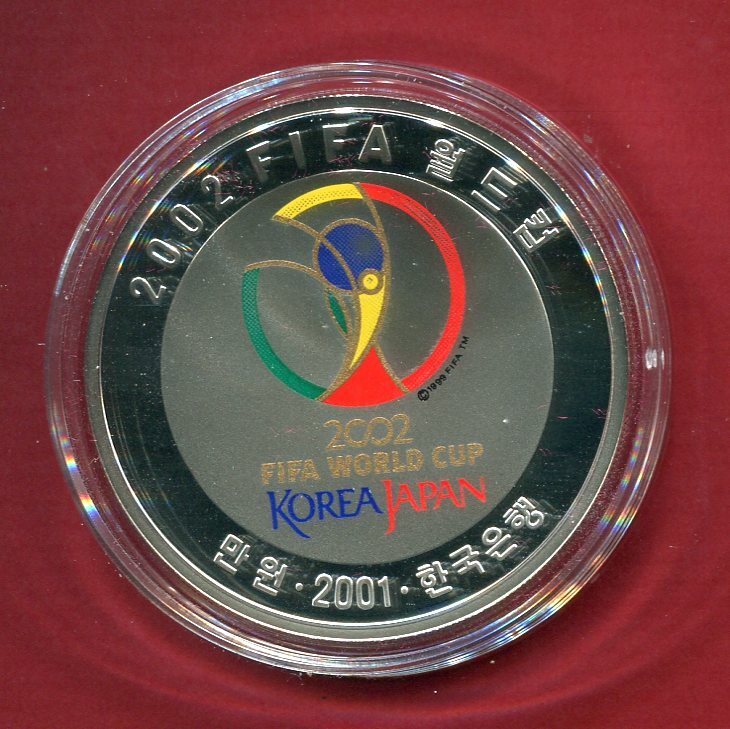 2002 FIFA 월드컵
©1999 FIFA TM
2002
FIFA WORLD CUP
KOREA JAPAN
만원·2001·한국은행